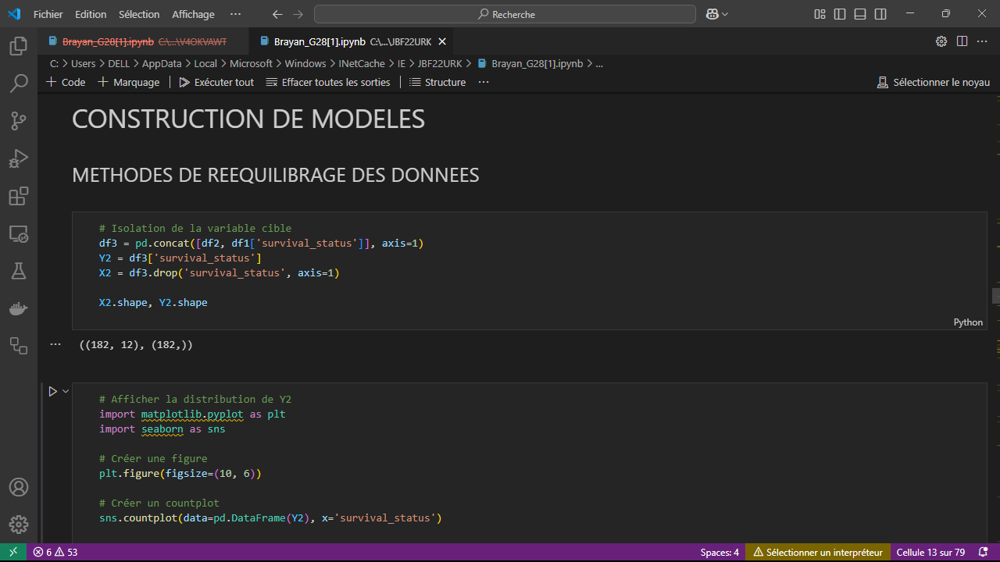 Fichier Edition Sélection Affichage ··· Recherche
Brayan_G28[1].ipynb C:\...\V4OKVAWT Brayan_G28[1].ipynb C:\...\JBF22URK
C: > Users > DELL > AppData > Local > Microsoft > Windows > INetCache > IE > JBF22URK > Brayan_G28[1].ipynb > ...
+ Code + Marquage Exécuter tout Effacer toutes les sorties Structure ··· Sélectionner le noyau
CONSTRUCTION DE MODELES
METHODES DE REEQUILIBRAGE DES DONNEES
# Isolation de la variable cible
df3 = pd.concat([df2, df1['survival_status']], axis=1)
Y2 = df3['survival_status']
X2 = df3.drop('survival_status', axis=1)
X2.shape, Y2.shape
Python
··· ((182, 12), (182,))
# Afficher la distribution de Y2
import matplotlib.pyplot as plt
import seaborn as sns
# Créer une figure
plt.figure(figsize=(10, 6))
# Créer un countplot
sns.countplot(data=pd.DataFrame(Y2), x='survival_status')
6 53 Spaces: 4 Sélectionner un interpréteur Cellule 13 sur 79